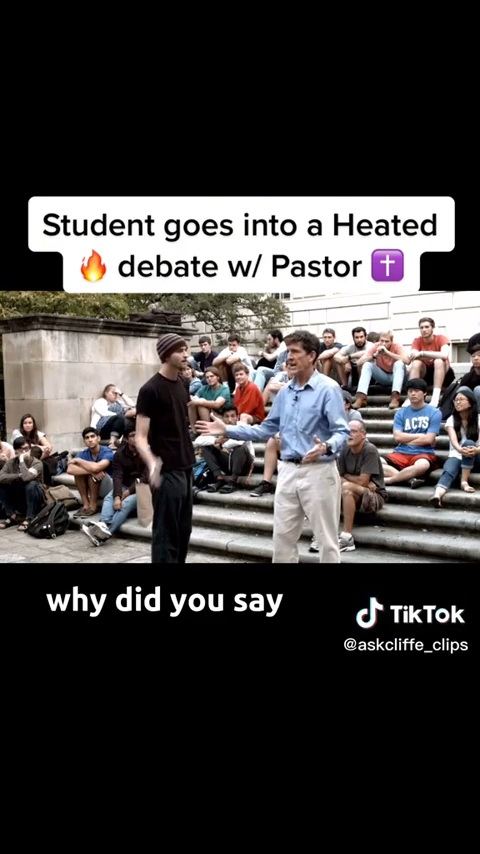 Student goes into a Heated
🔥 debate w/ Pastor ✝️
ACTS
why did you say
TikTok
@askcliffe_clips